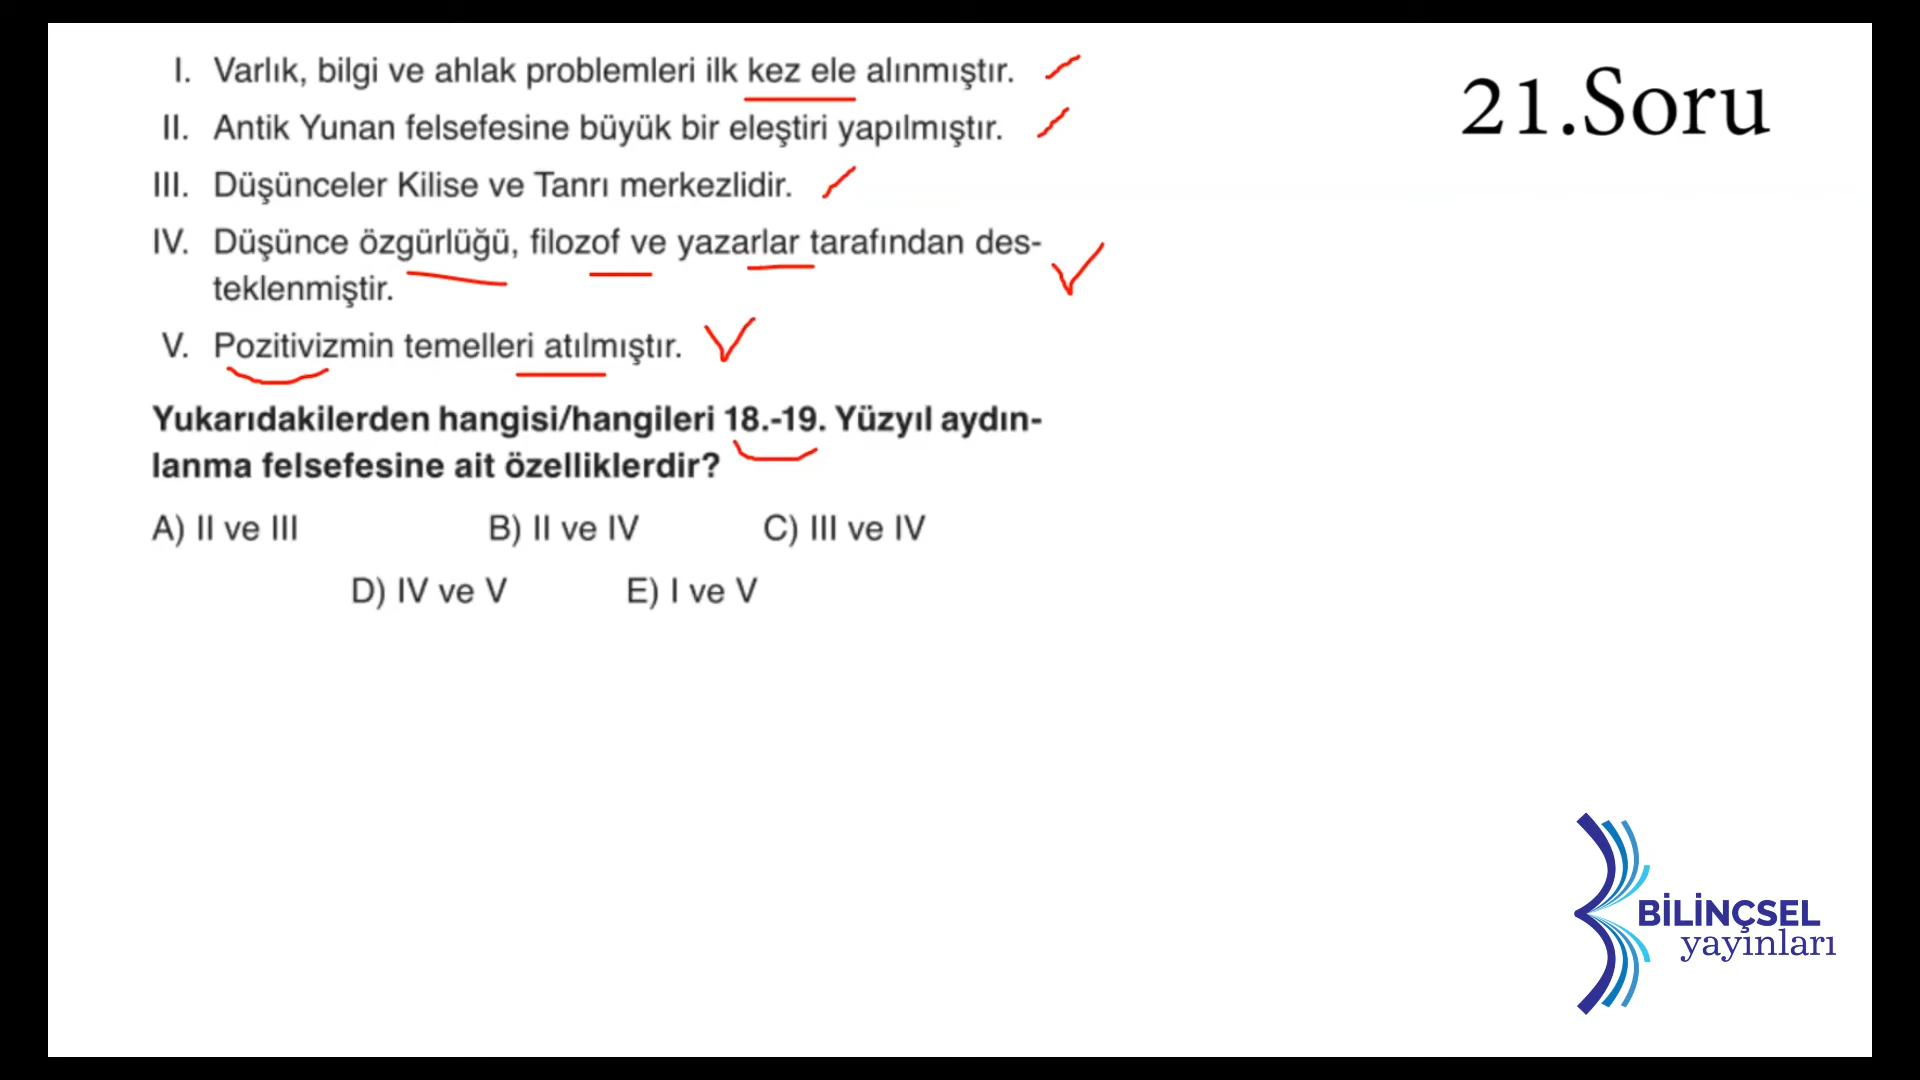 21.Soru
I. Varlık, bilgi ve ahlak problemleri ilk kez ele alınmıştır.
II. Antik Yunan felsefesine büyük bir eleştiri yapılmıştır.
III. Düşünceler Kilise ve Tanrı merkezlidir.
IV. Düşünce özgürlüğü, filozof ve yazarlar tarafından des-
teklenmiştir.
V. Pozitivizmin temelleri atılmıştır.
Yukarıdakilerden hangisi/hangileri 18.-19. Yüzyıl aydın-
lanma felsefesine ait özelliklerdir?
A) II ve III B) II ve IV C) III ve IV
D) IV ve V E) I ve V
BİLİNÇSEL
yayınları